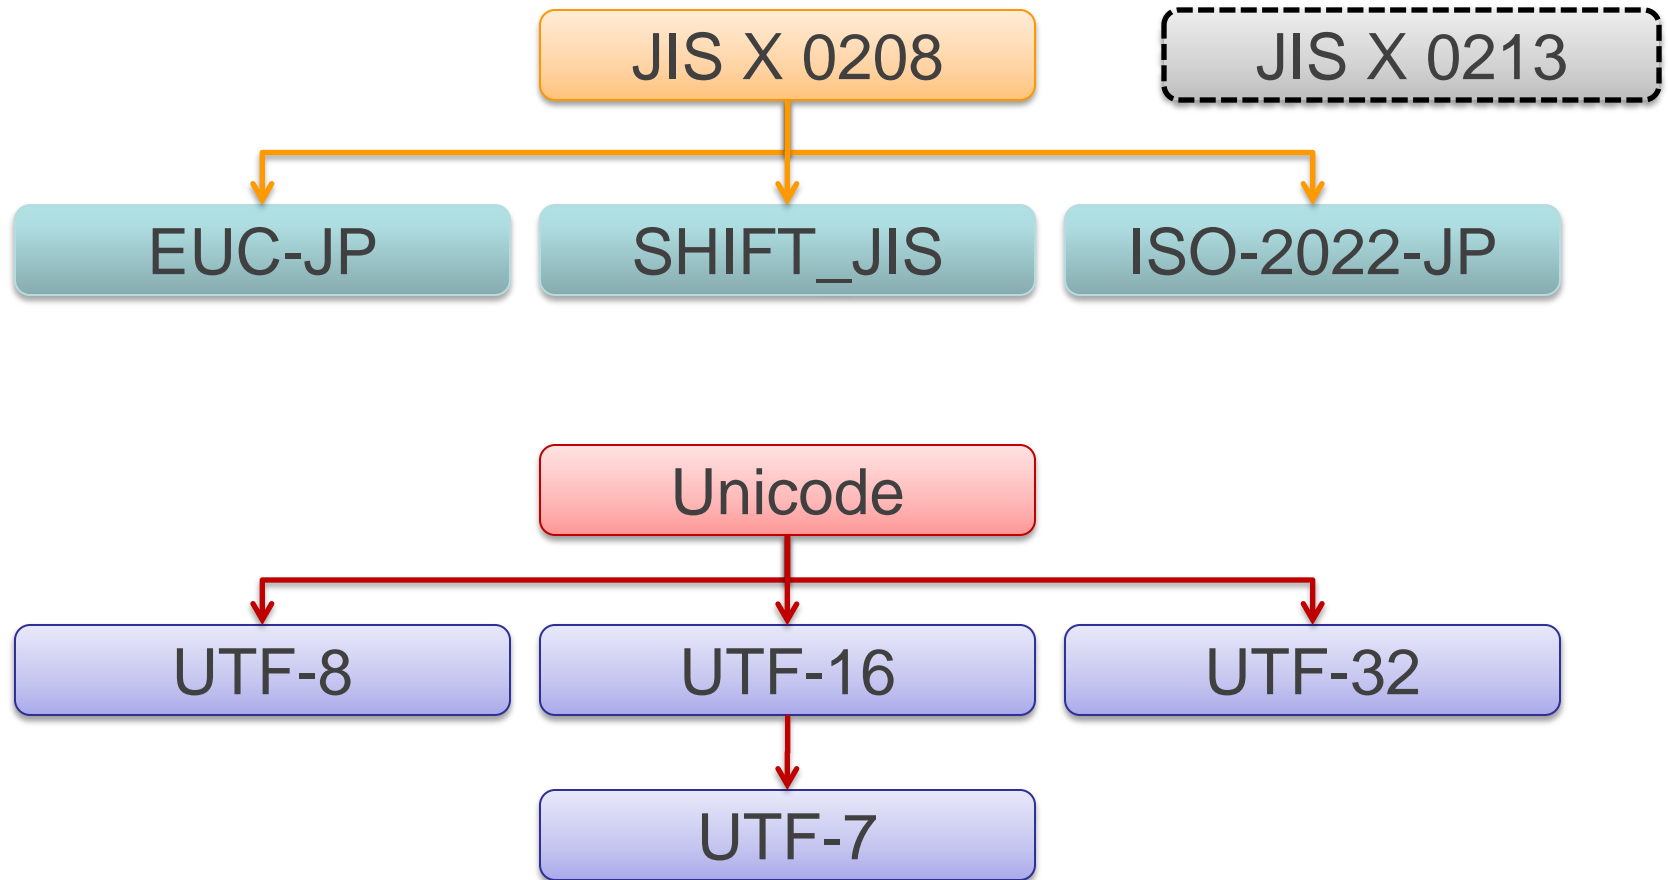 JIS X 0208
JIS X 0213
EUC-JP
SHIFT_JIS
ISO-2022-JP
Unicode
UTF-8
UTF-16
UTF-32
UTF-7